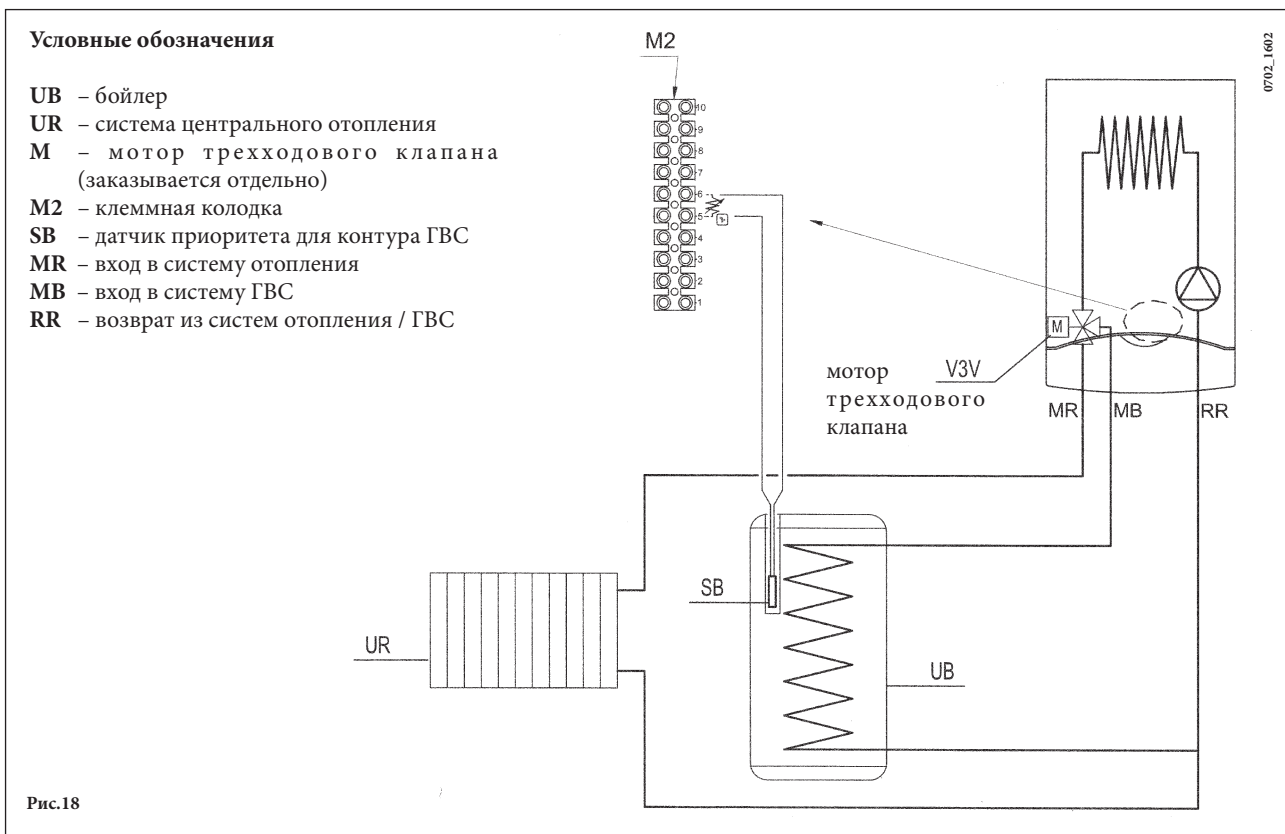 Условные обозначения
UB – бойлер
UR – система центрального отопления
M – мотор трехходового клапана
(заказывается отдельно)
M2 – клеммная колодка
SB – датчик приоритета для контура ГВС
MR – вход в систему отопления
MB – вход в систему ГВС
RR – возврат из систем отопления / ГВС
M2
10
9
8
7
6
5
4
3
2
1
0702_1602
M
мотор
трехходового
клапана
V3V
MR
MB
RR
SB
UR
UB
Рис.18